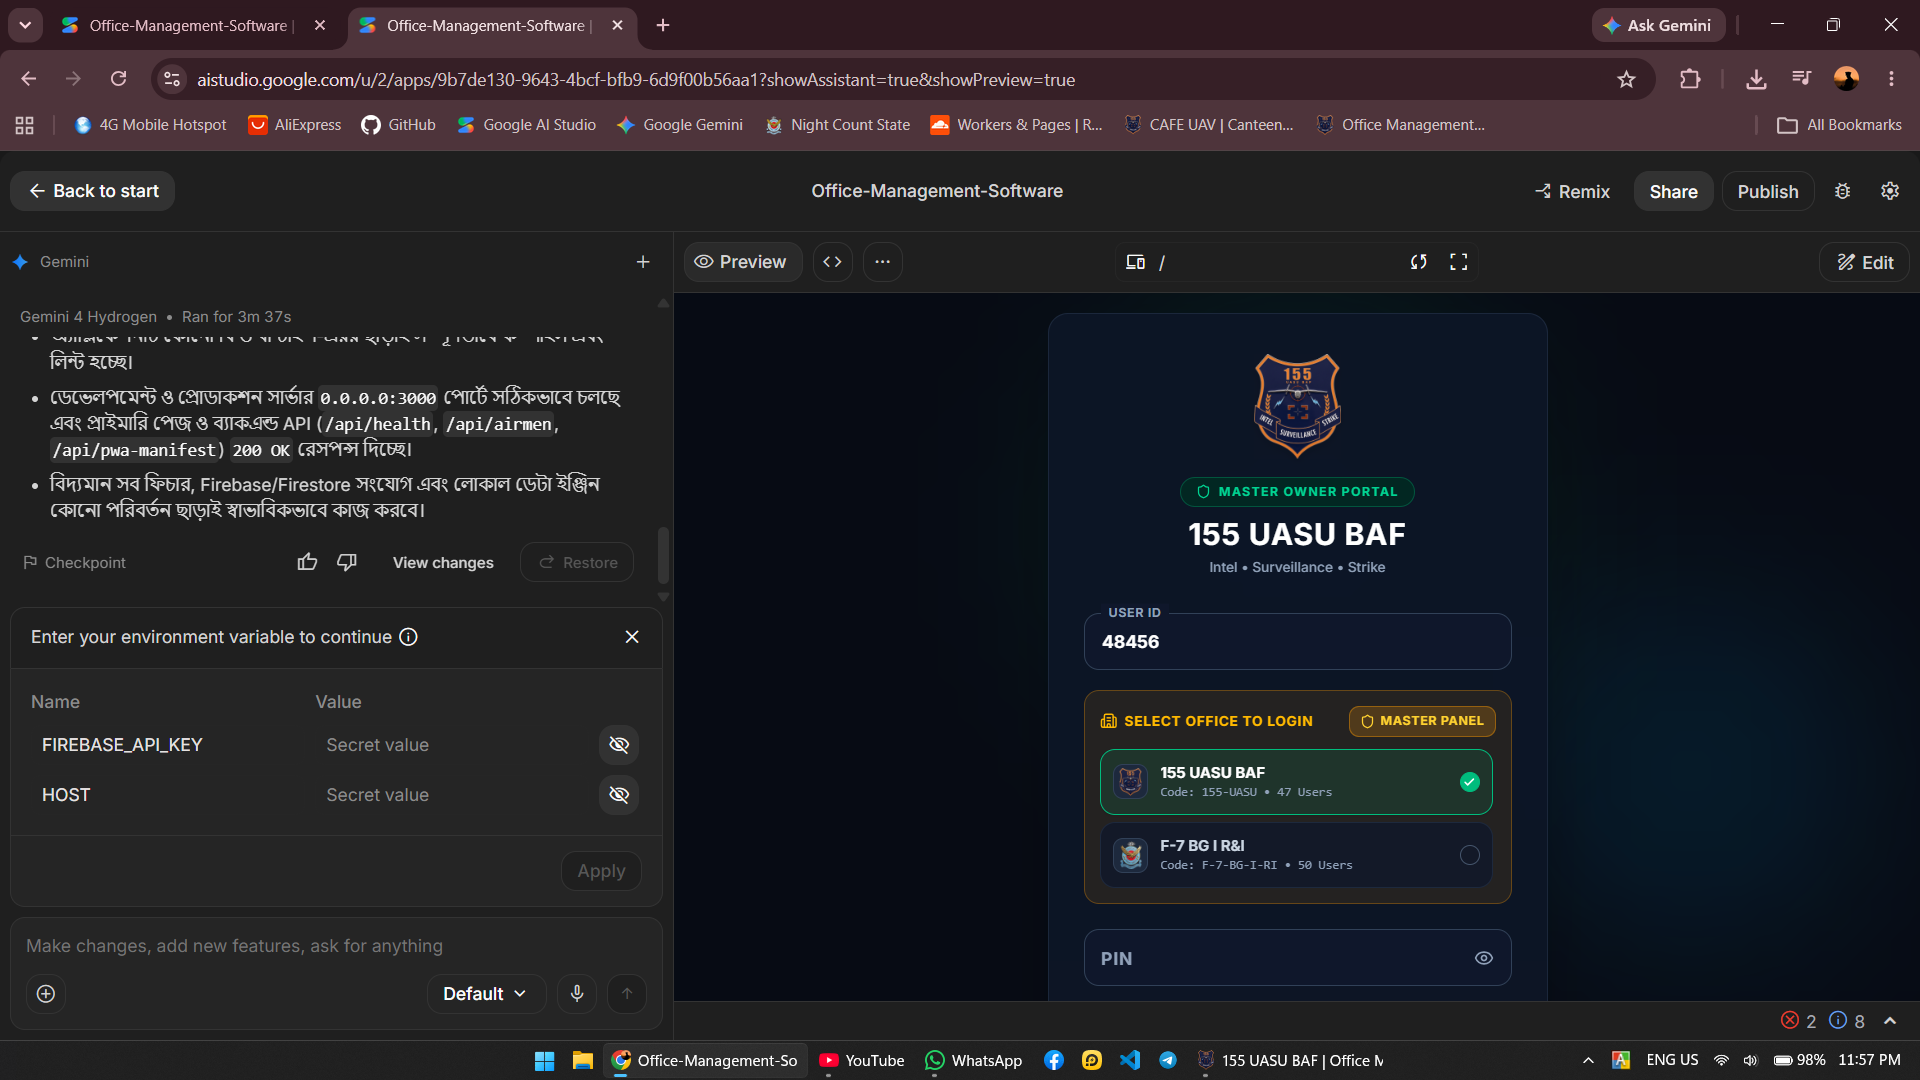 Office-Management-Software |
Office-Management-Software |
Ask Gemini
aistudio.google.com/u/2/apps/9b7de130-9643-4bcf-bfb9-6d9f00b56aa1?showAssistant=true&showPreview=true
4G Mobile Hotspot
AliExpress
GitHub
Google AI Studio
Google Gemini
Night Count State
Workers & Pages | R...
CAFE UAV | Canteen...
Office Management...
All Bookmarks
Back to start
Office-Management-Software
Remix
Share
Publish
Gemini
Preview
/
Edit
Gemini 4 Hydrogen • Ran for 3m 37s
লিন্ট হচ্ছে।
• ডেভেলপমেন্ট ও প্রোডাকশন সার্ভার 0.0.0.0:3000 পোর্টে সঠিকভাবে চলছে
এবং প্রাইমারি পেজ ও ব্যাকএন্ড API (/api/health, /api/airmen,
/api/pwa-manifest) 200 OK রেসপন্স দিচ্ছে।
• বিদ্যমান সব ফিচার, Firebase/Firestore সংযোগ এবং লোকাল ডেটা ইঞ্জিন
কোনো পরিবর্তন ছাড়াই স্বাভাবিকভাবে কাজ করবে।
Checkpoint
View changes
Restore
Enter your environment variable to continue
Name
Value
FIREBASE_API_KEY
Secret value
HOST
Secret value
Apply
Make changes, add new features, ask for anything
Default
155
UASU BAF
INTEL
SURVEILLANCE
STRIKE
MASTER OWNER PORTAL
155 UASU BAF
Intel • Surveillance • Strike
USER ID
48456
SELECT OFFICE TO LOGIN
MASTER PANEL
155 UASU BAF
Code: 155-UASU • 47 Users
F-7 BG I R&I
Code: F-7-BG-I-RI • 50 Users
PIN
2
8
Office-Management-So
YouTube
WhatsApp
155 UASU BAF | Office M
ENG US
98%
11:57 PM